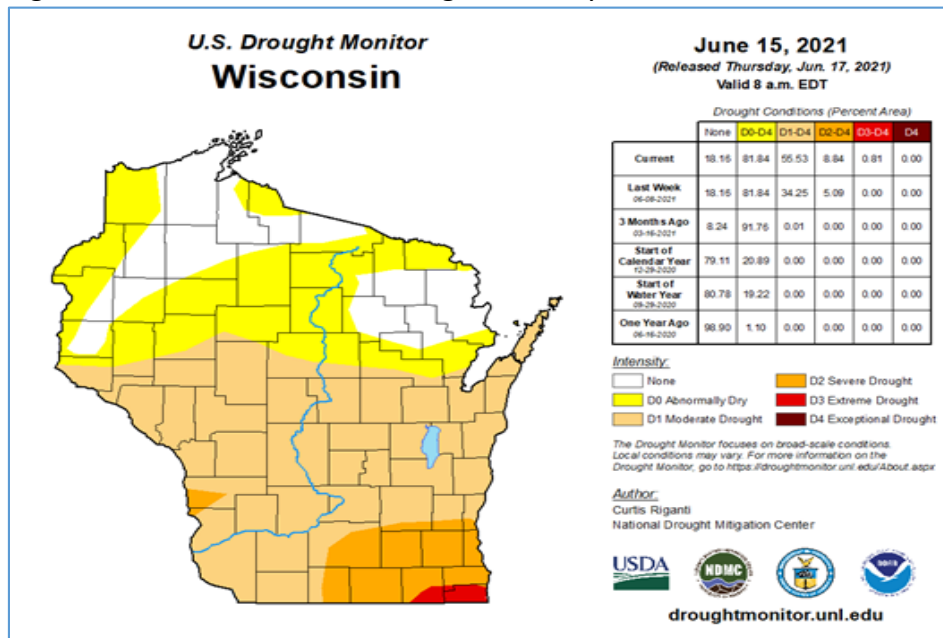 U.S. Drought Monitor
Wisconsin
June 15, 2021
(Released Thursday, Jun. 17, 2021)
Valid 8 a.m. EDT
Drought Conditions (Percent Area)
None D0-D4 D1-D4 D2-D4 D3-D4 D4
Current 18.16 81.84 55.53 8.84 0.81 0.00
Last Week 18.16 81.84 34.25 5.09 0.00 0.00
06-08-2021
3 Months Ago 8.24 91.76 0.01 0.00 0.00 0.00
03-16-2021
Start of
Calendar Year 79.11 20.89 0.00 0.00 0.00 0.00
12-29-2020
Start of
Water Year 80.78 19.22 0.00 0.00 0.00 0.00
09-29-2020
One Year Ago 98.90 1.10 0.00 0.00 0.00 0.00
06-16-2020
Intensity:
None
D0 Abnormally Dry
D1 Moderate Drought
D2 Severe Drought
D3 Extreme Drought
D4 Exceptional Drought
The Drought Monitor focuses on broad-scale conditions.
Local conditions may vary. For more information on the
Drought Monitor, go to https://droughtmonitor.unl.edu/About.aspx
Author:
Curtis Riganti
National Drought Mitigation Center
USDA
NDMC
droughtmonitor.unl.edu